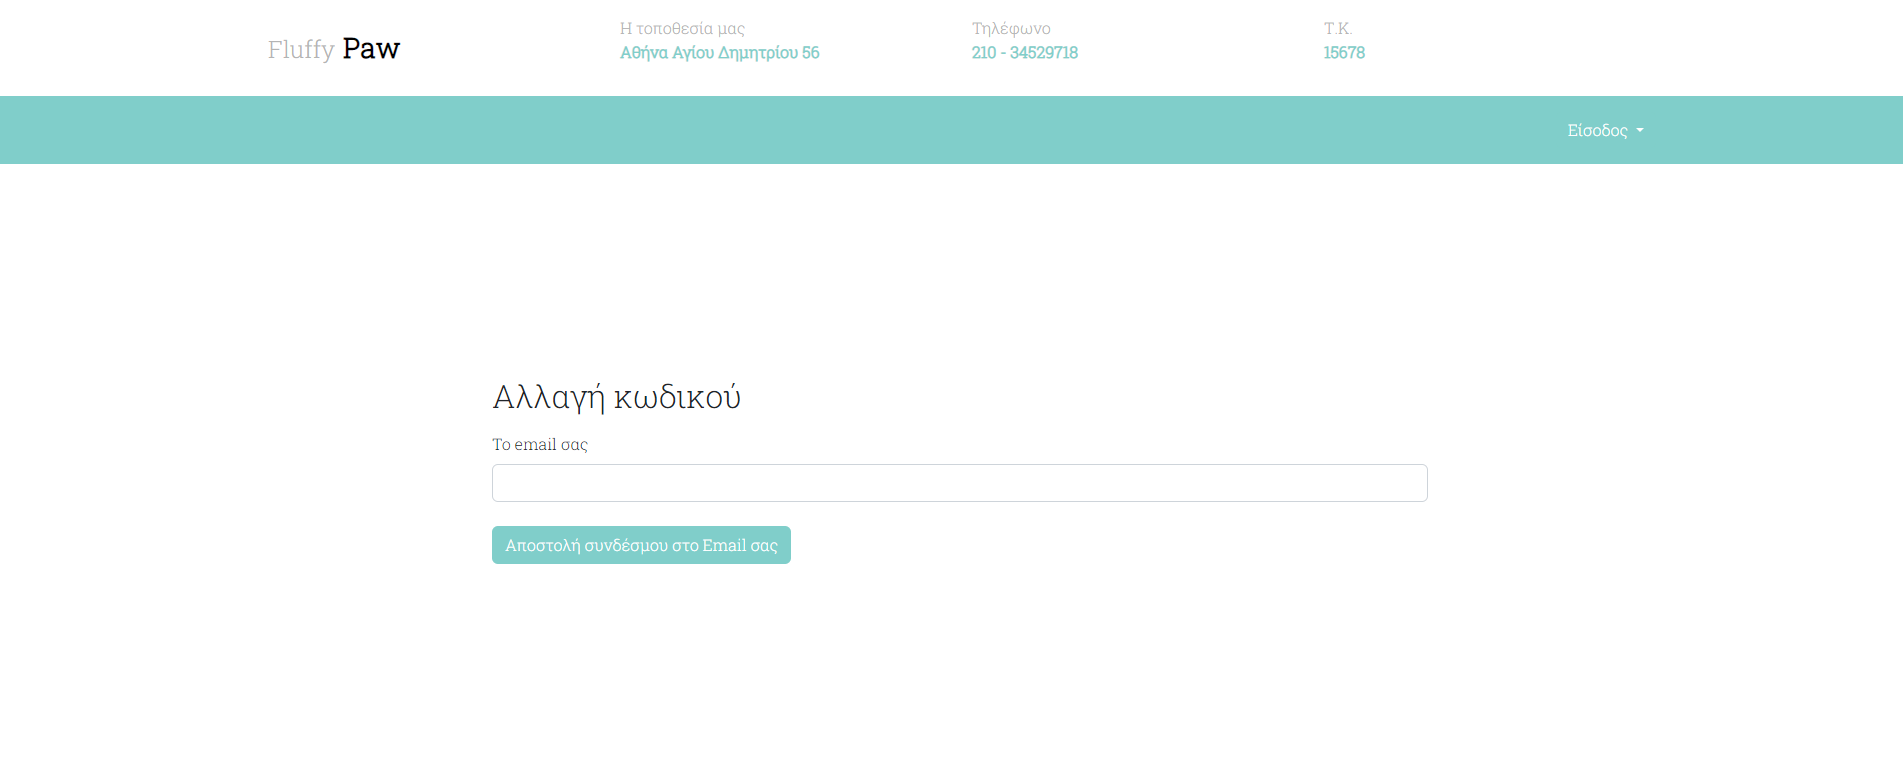 Fluffy Paw
Η τοποθεσία μας
Αθήνα Αγίου Δημητρίου 56
Τηλέφωνο
210 - 34529718
Τ.Κ.
15678
Είσοδος
Αλλαγή κωδικού
Το email σας
Αποστολή συνδέσμου στο Email σας